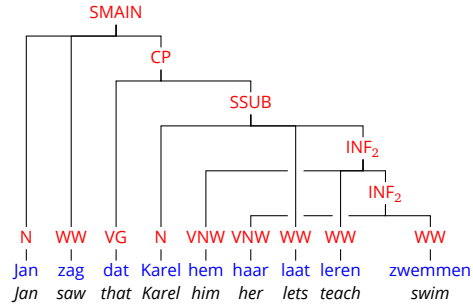 SMAIN
CP
SSUB
INF₂
INF₂
N WW VG N VNW VNW WW WW WW
Jan zag dat Karel hem haar laat leren zwemmen
Jan saw that Karel him her lets teach swim